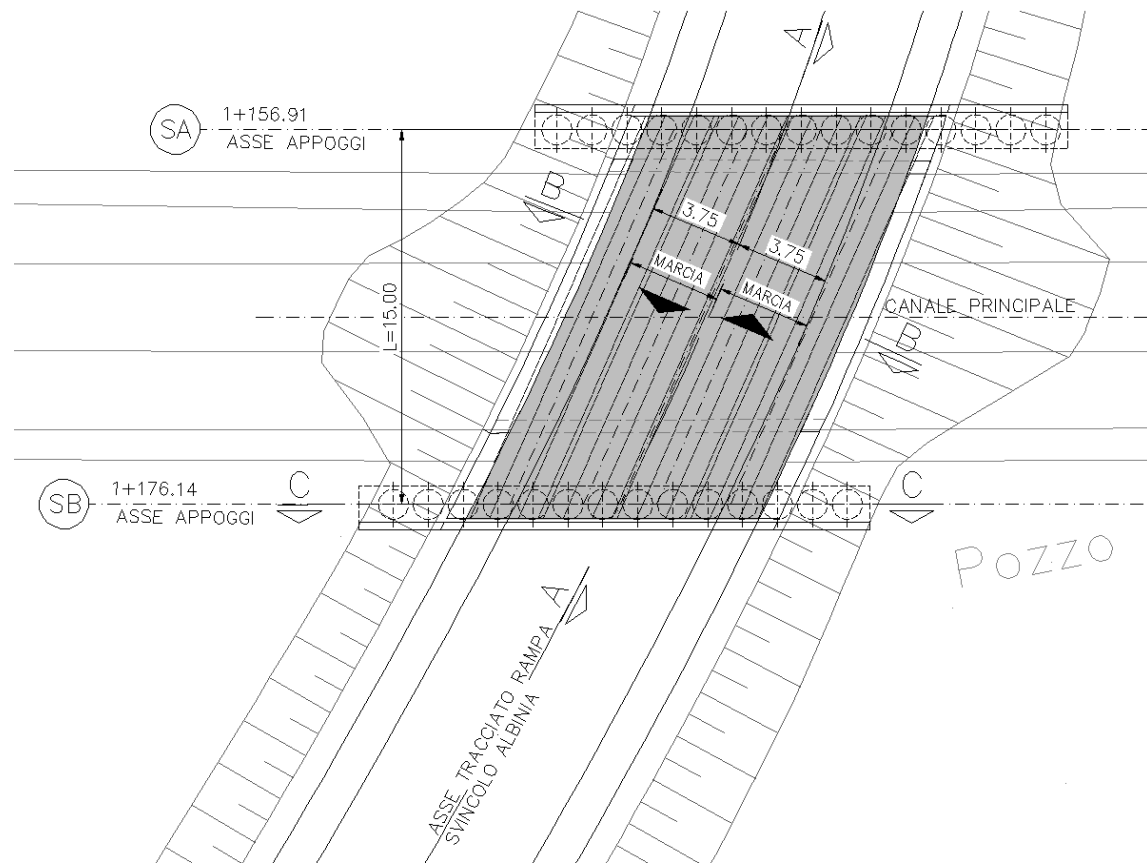 A
SA
1+156.91
ASSE APPOGGI
B
3.75
3.75
MARCIA
MARCIA
L=15.00
CANALE PRINCIPALE
B
SB
1+176.14
ASSE APPOGGI
C
C
Pozzo
A
ASSE TRACCIATO RAMPA
SVINCOLO ALBINIA